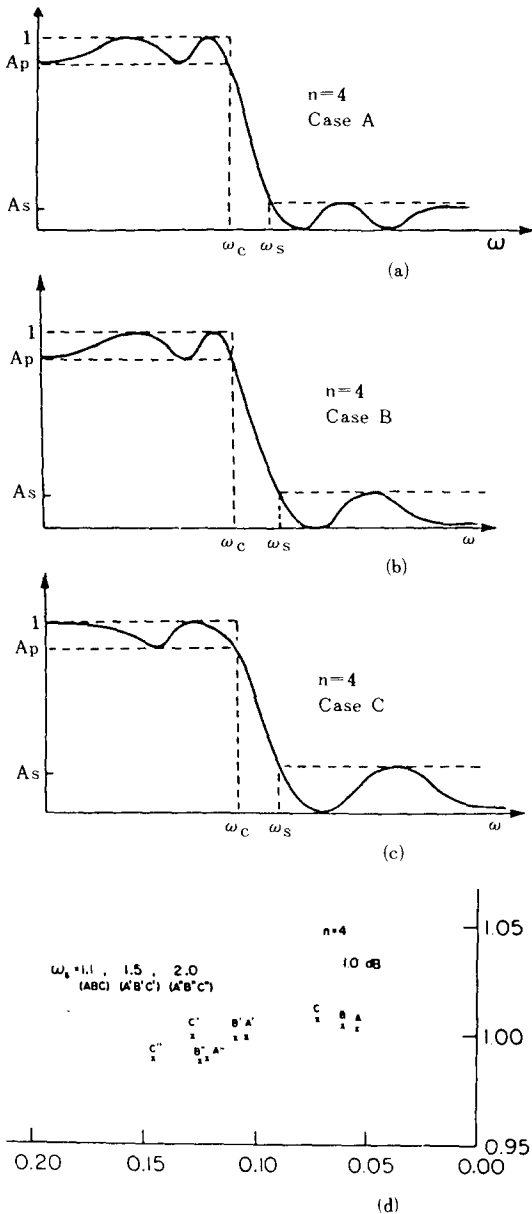 1
Ap
n=4
Case A
As
ωc ωs ω
(a)
1
Ap
n=4
Case B
As
ωc ωs ω
(b)
1
Ap
n=4
Case C
As
ωc ωs ω
(c)
1.05
n=4
ωs=1.1 , 1.5 , 2.0 1.0 dB
(ABC) (A'B'C') (A"B"C")
C B A
C' B' A' 1.00
C" B" A"
0.95
0.20 0.15 0.10 0.05 0.00
(d)